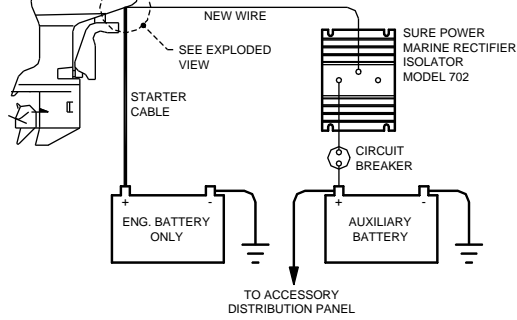 NEW WIRE
SEE EXPLODED
VIEW
SURE POWER
MARINE RECTIFIER
ISOLATOR
MODEL 702
STARTER
CABLE
CIRCUIT
BREAKER
+ -
ENG. BATTERY
ONLY
+ -
AUXILIARY
BATTERY
TO ACCESSORY
DISTRIBUTION PANEL